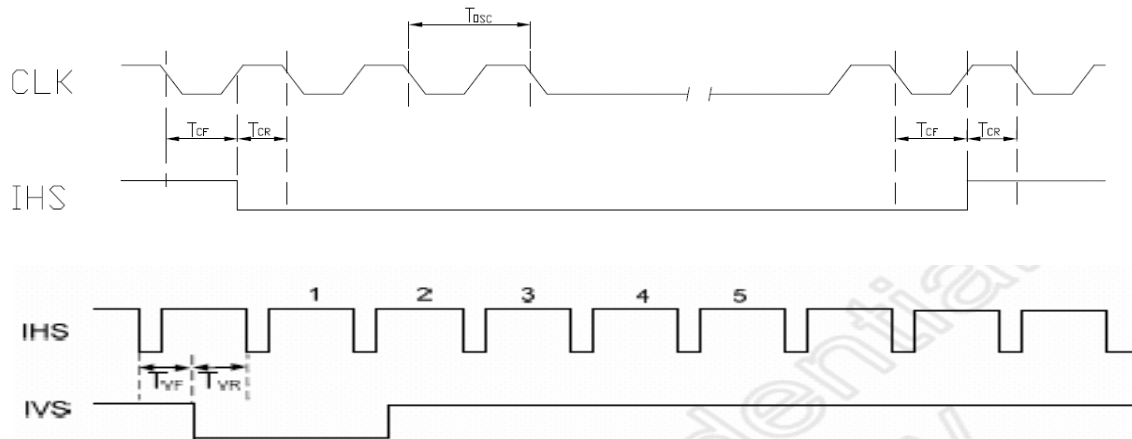 Tosc
CLK
TCF TCR TCF TCR
IHS
1 2 3 4 5
IHS
TVF TVR
IVS